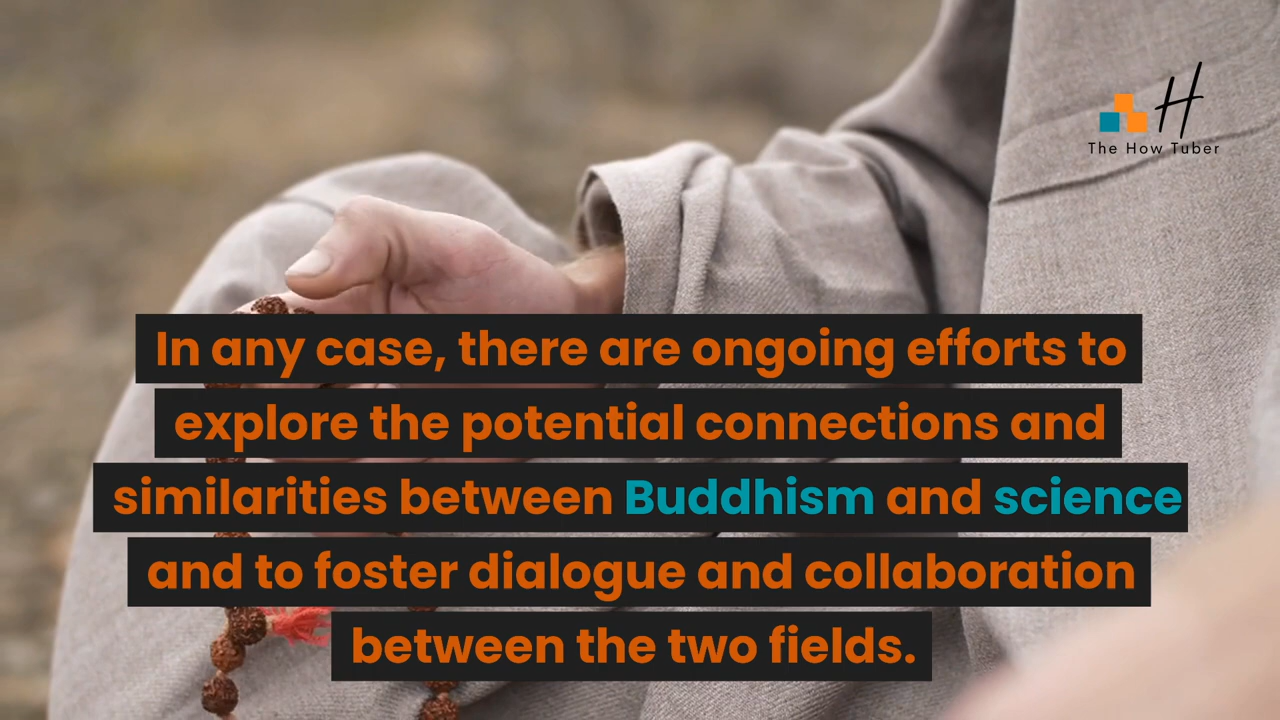 H
The How Tuber
In any case, there are ongoing efforts to
explore the potential connections and
similarities between Buddhism and science
and to foster dialogue and collaboration
between the two fields.